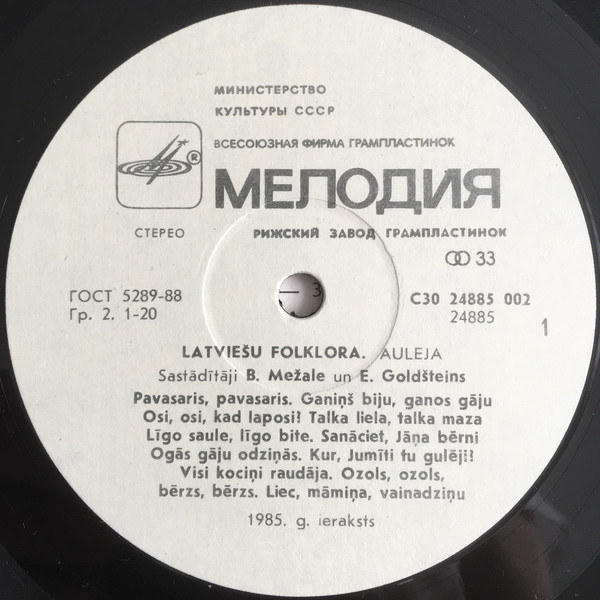 МИНИСТЕРСТВО
КУЛЬТУРЫ СССР
ВСЕСОЮЗНАЯ ФИРМА ГРАМПЛАСТИНОК
®
МЕЛОДИЯ
СТЕРЕО
РИЖСКИЙ ЗАВОД ГРАМПЛАСТИНОК
33
ГОСТ 5289-88
Гр. 2. 1-20
3
С30 24885 002
24885
1
LATVIEŠU FOLKLORA. AULEJA
Sastādītāji B. Mežale un E. Goldšteins
Pavasaris, pavasaris. Ganiņš biju, ganos gāju
Osi, osi, kad laposi? Talka liela, talka maza
Līgo saule, līgo bite. Sanāciet, Jāņa bērni
Ogās gāju odziņās. Kur, Jumīti tu gulēji?
Visi kociņi raudāja. Ozols, ozols,
bērzs, bērzs. Liec, māmiņa, vainadziņu
1985. g. ieraksts